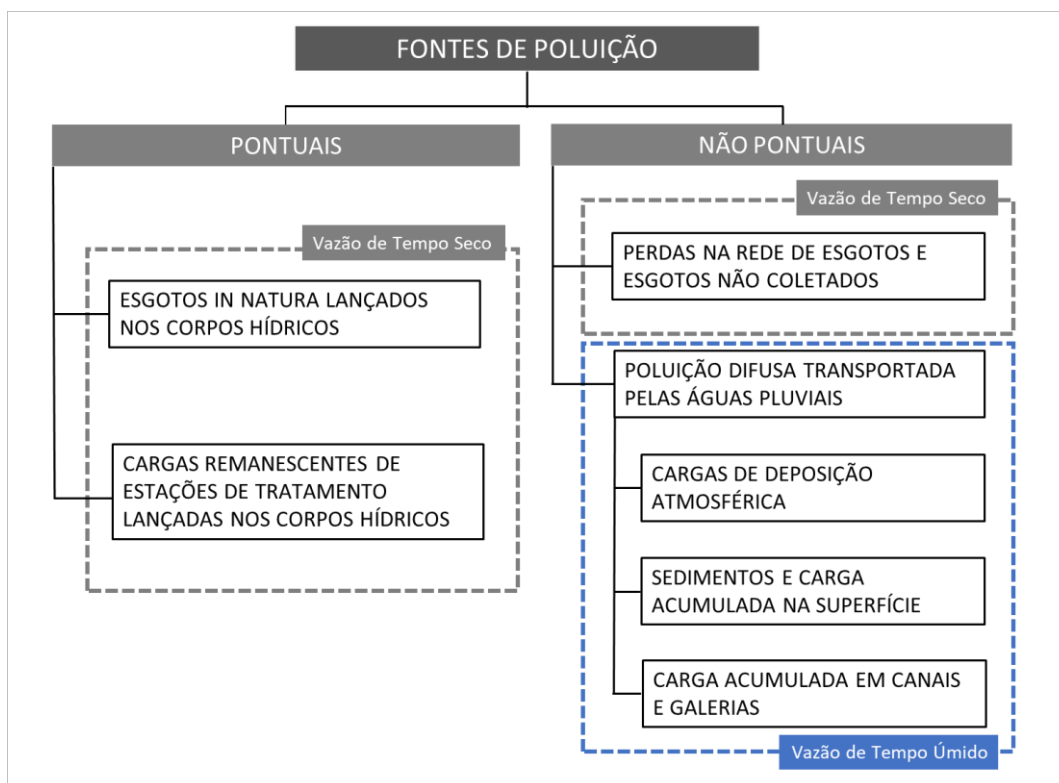 FONTES DE POLUIÇÃO
PONTUAIS
Vazão de Tempo Seco
ESGOTOS IN NATURA LANÇADOS
NOS CORPOS HÍDRICOS
CARGAS REMANESCENTES DE
ESTAÇÕES DE TRATAMENTO
LANÇADAS NOS CORPOS HÍDRICOS
NÃO PONTUAIS
Vazão de Tempo Seco
PERDAS NA REDE DE ESGOTOS E
ESGOTOS NÃO COLETADOS
POLUIÇÃO DIFUSA TRANSPORTADA
PELAS ÁGUAS PLUVIAIS
CARGAS DE DEPOSIÇÃO
ATMOSFÉRICA
SEDIMENTOS E CARGA
ACUMULADA NA SUPERFÍCIE
CARGA ACUMULADA EM CANAIS
E GALERIAS
Vazão de Tempo Úmido